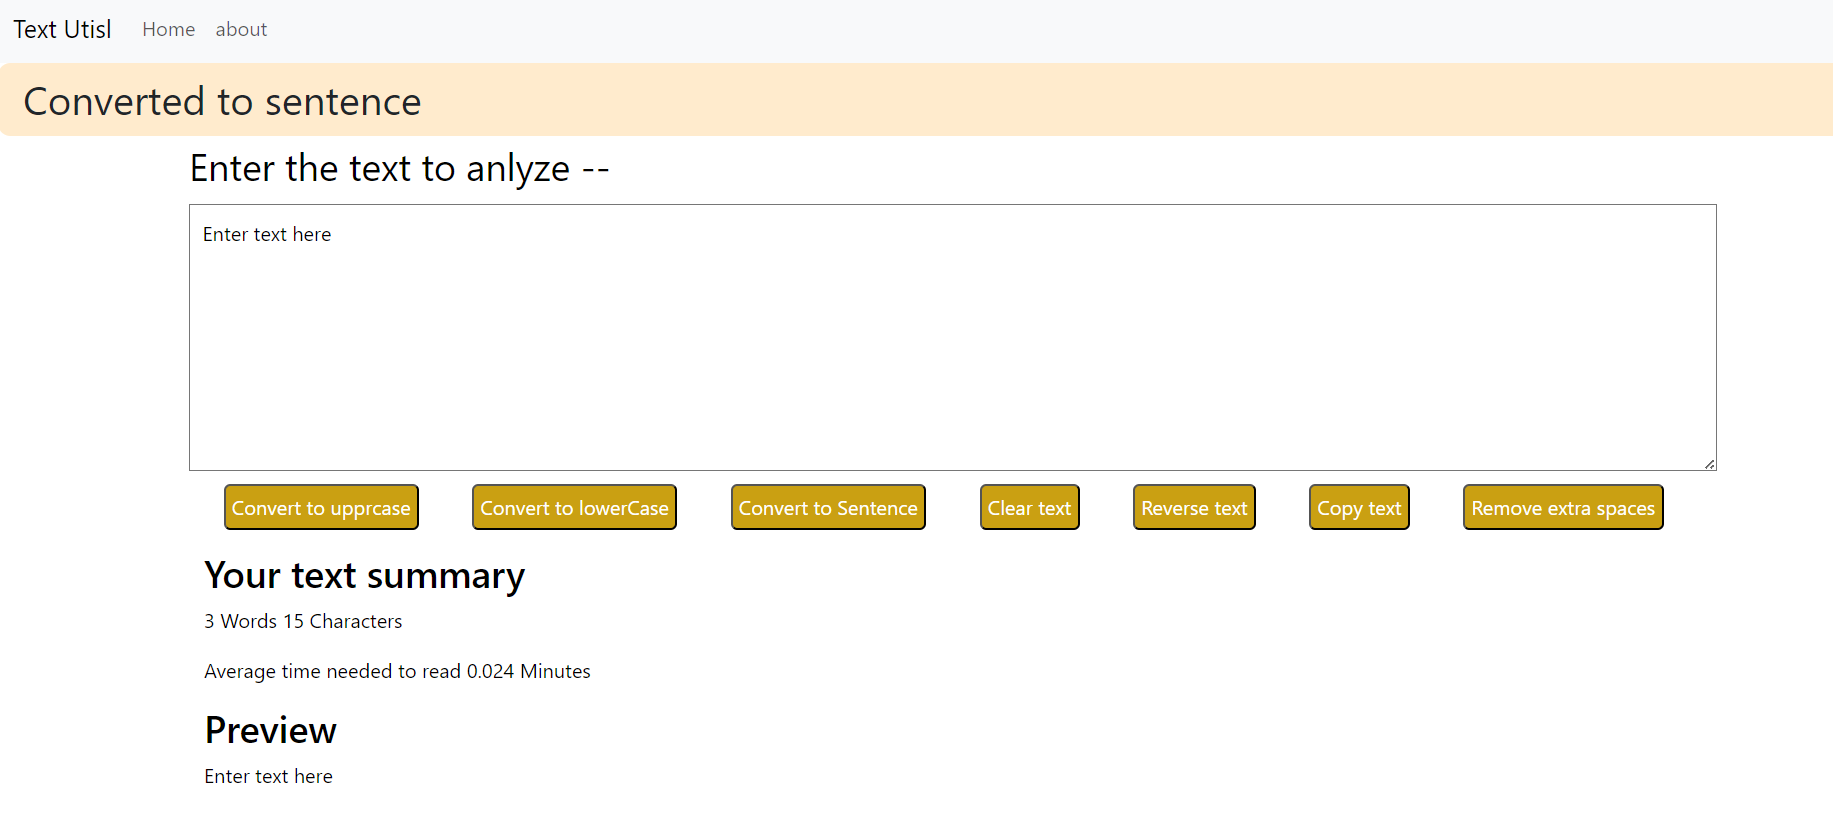 Text Utisl Home about
Converted to sentence
Enter the text to anlyze --
Enter text here
Convert to upprcase Convert to lowerCase Convert to Sentence Clear text Reverse text Copy text Remove extra spaces
Your text summary
3 Words 15 Characters
Average time needed to read 0.024 Minutes
Preview
Enter text here